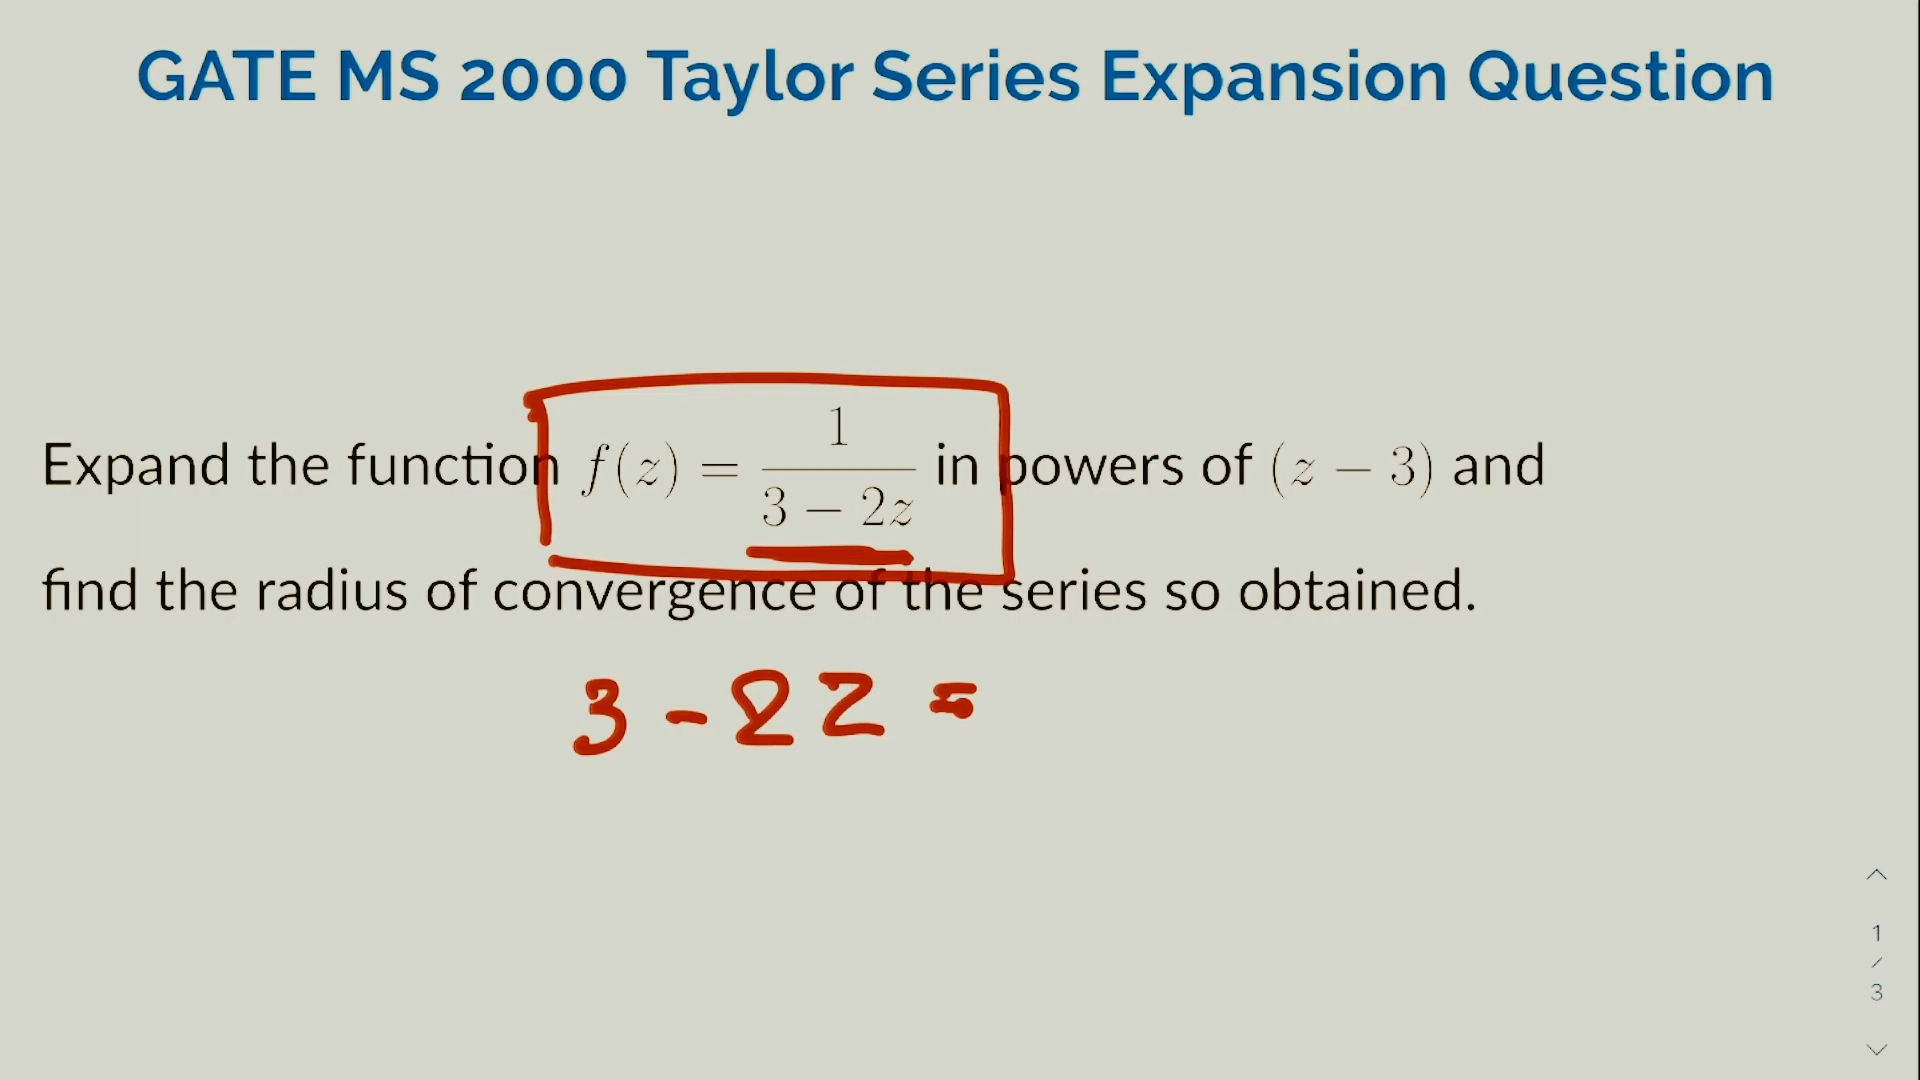 GATE MS 2000 Taylor Series Expansion Question
Expand the function f(z) = \frac{1}{3 - 2z} in powers of (z − 3) and
find the radius of convergence of the series so obtained.
3 - 2z =
1
/
3